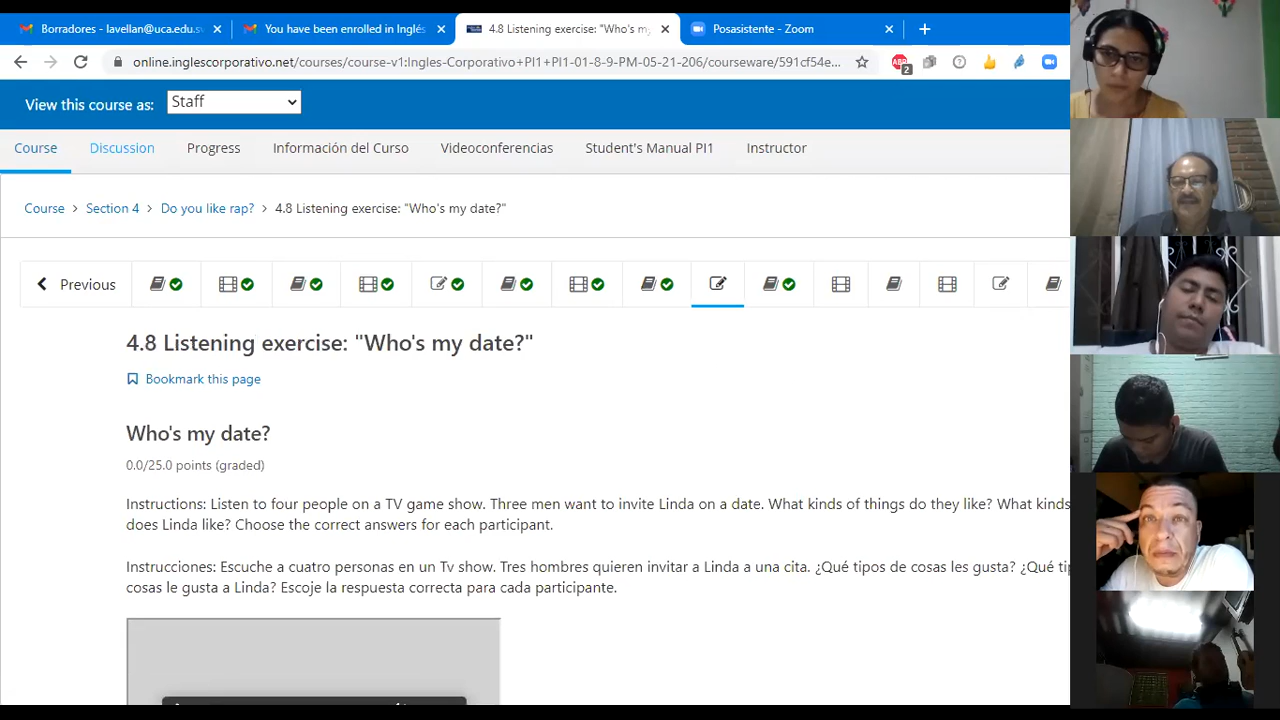 Borradores - lavellan@uca.edu.sv
You have been enrolled in Inglés
4.8 Listening exercise: "Who's my
Posasistente - Zoom
online.inglescorporativo.net/courses/course-v1:Ingles-Corporativo+PI1+PI1-01-8-9-PM-05-21-206/courseware/591cf54e...
2
View this course as: Staff
Course Discussion Progress Información del Curso Videoconferencias Student's Manual PI1 Instructor
Course > Section 4 > Do you like rap? > 4.8 Listening exercise: "Who's my date?"
Previous
4.8 Listening exercise: "Who's my date?"
Bookmark this page
Who's my date?
0.0/25.0 points (graded)
Instructions: Listen to four people on a TV game show. Three men want to invite Linda on a date. What kinds of things do they like? What kinds
does Linda like? Choose the correct answers for each participant.
Instrucciones: Escuche a cuatro personas en un Tv show. Tres hombres quieren invitar a Linda a una cita. ¿Qué tipos de cosas les gusta? ¿Qué
cosas le gusta a Linda? Escoje la respuesta correcta para cada participante.